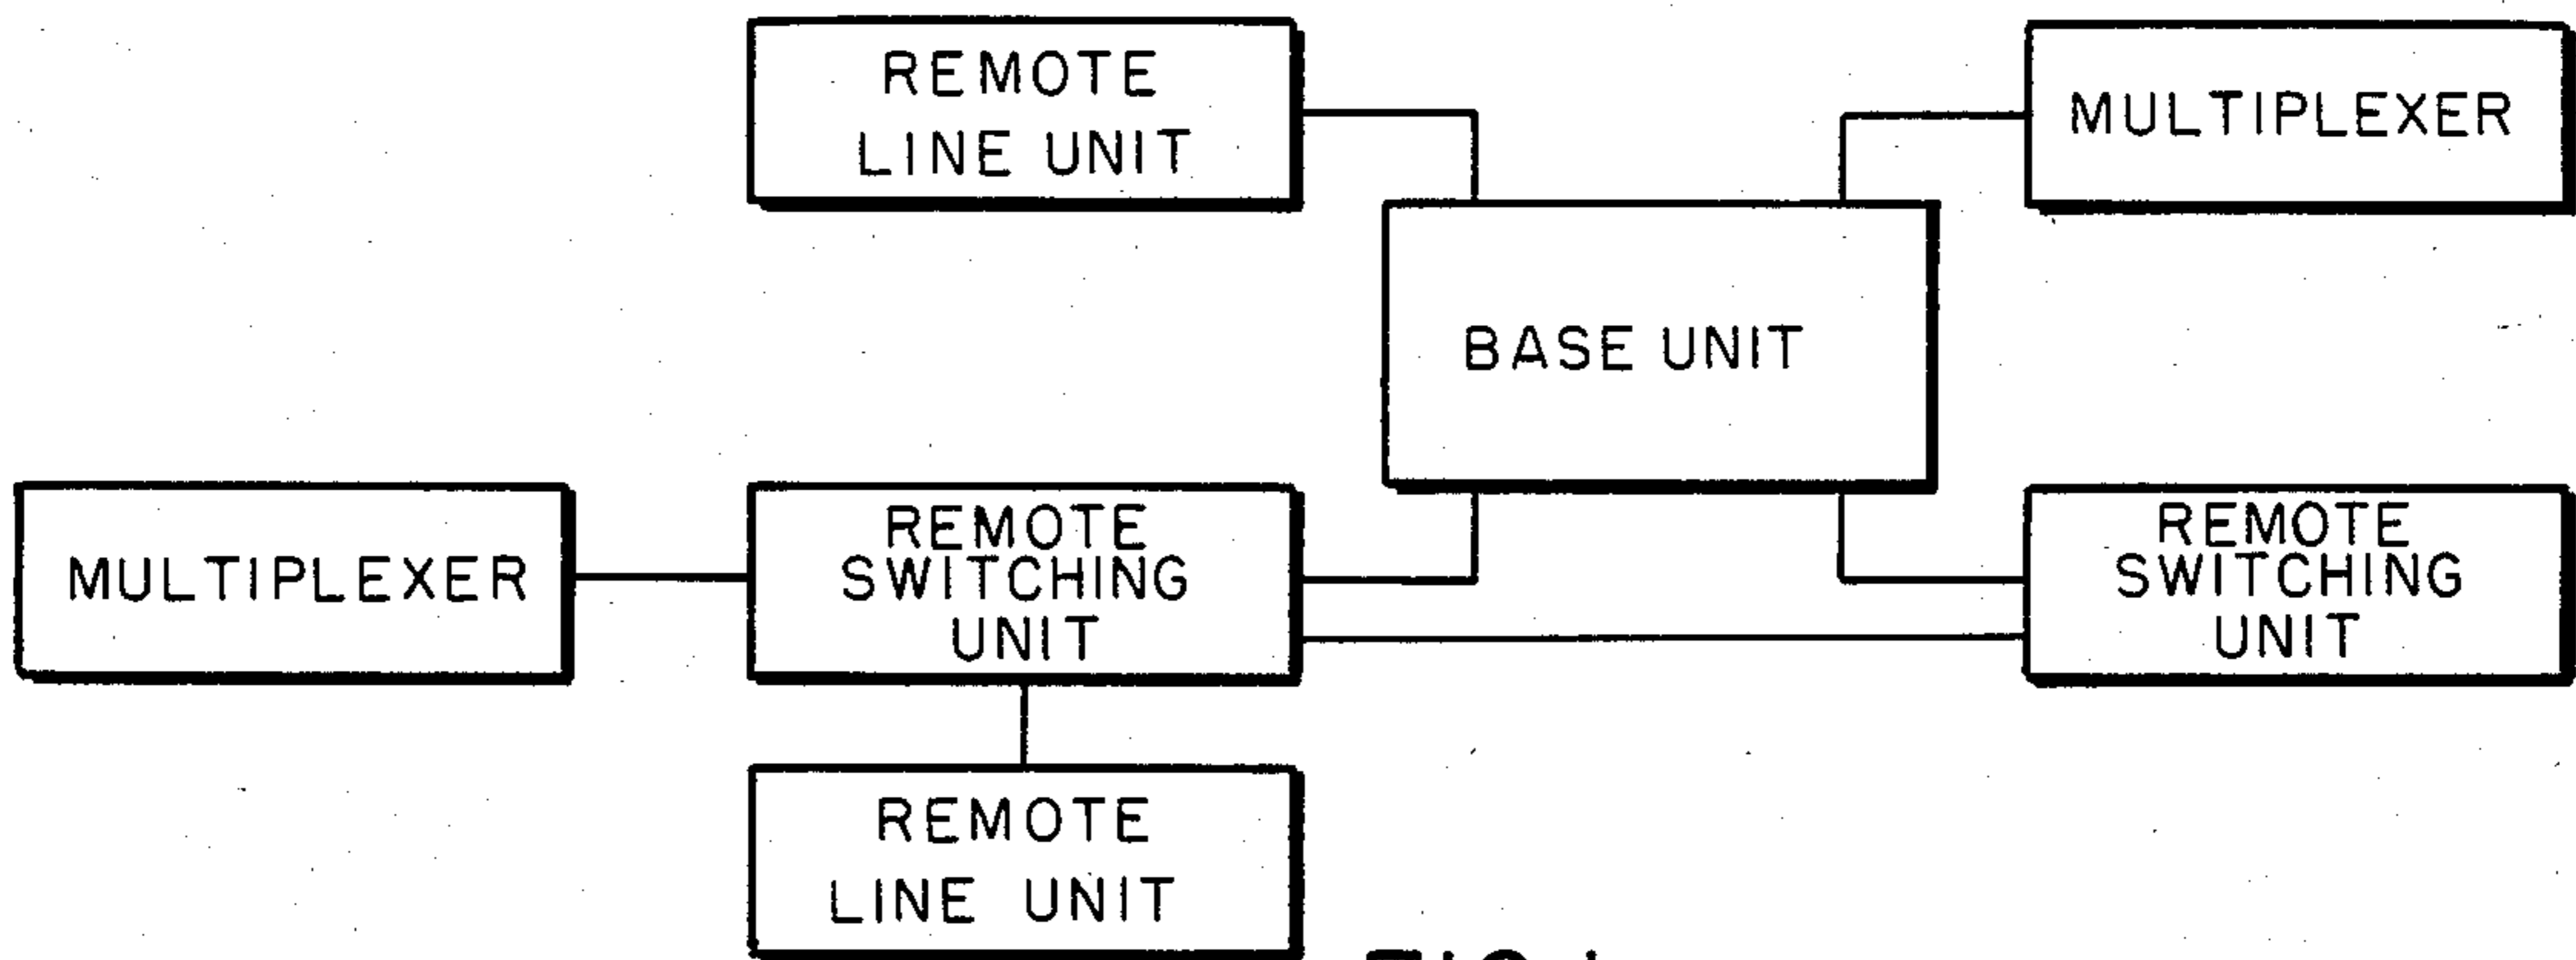 REMOTE
LINE UNIT
MULTIPLEXER
BASE UNIT
MULTIPLEXER
REMOTE
SWITCHING
UNIT
REMOTE
SWITCHING
UNIT
REMOTE
LINE UNIT